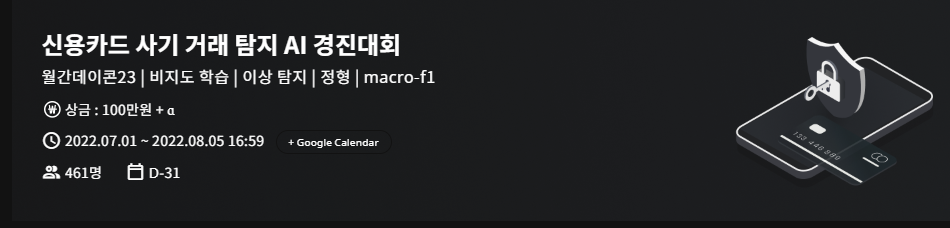 신용카드 사기 거래 탐지 AI 경진대회
월간데이콘23 | 비지도 학습 | 이상 탐지 | 정형 | macro-f1
₩ 상금 : 100만원 + α
2022.07.01 ~ 2022.08.05 16:59 + Google Calendar
461명 D-31